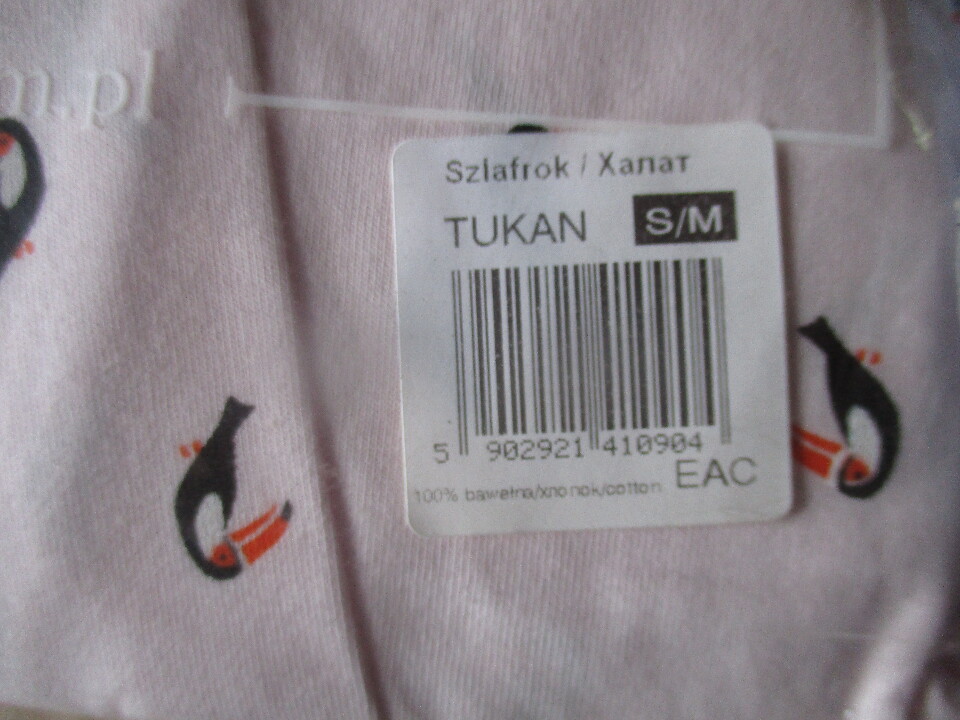 m.pl
Szlafrok / Халат
TUKAN S/M
5 902921 410904
EAC
100% bawełna/хлопок/cotton